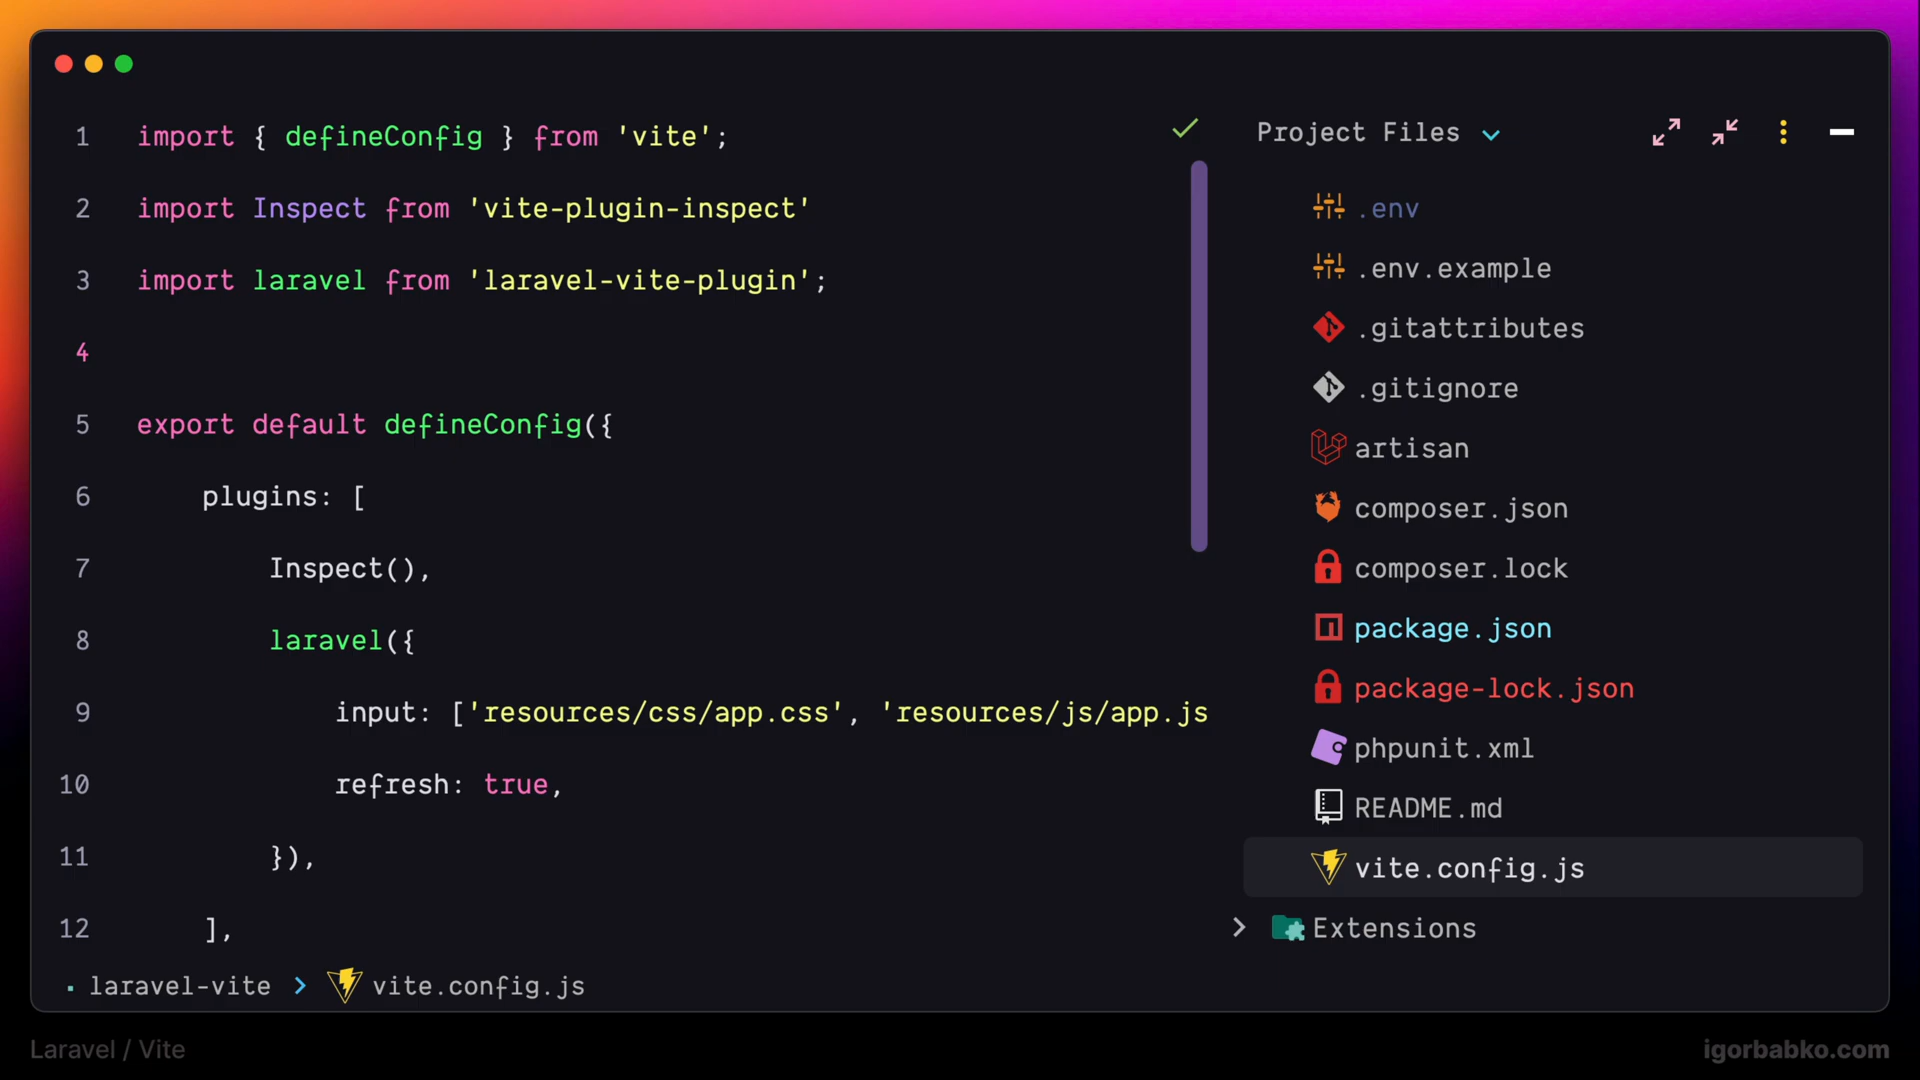 1 import { defineConfig } from 'vite';
2 import Inspect from 'vite-plugin-inspect'
3 import laravel from 'laravel-vite-plugin';
4
5 export default defineConfig({
6 plugins: [
7 Inspect(),
8 laravel({
9 input: ['resources/css/app.css', 'resources/js/app.js
10 refresh: true,
11 }),
12 ],
laravel-vite > vite.config.js
Project Files
.env
.env.example
.gitattributes
.gitignore
artisan
composer.json
composer.lock
package.json
package-lock.json
phpunit.xml
README.md
vite.config.js
Extensions
Laravel / Vite
igorbabko.com